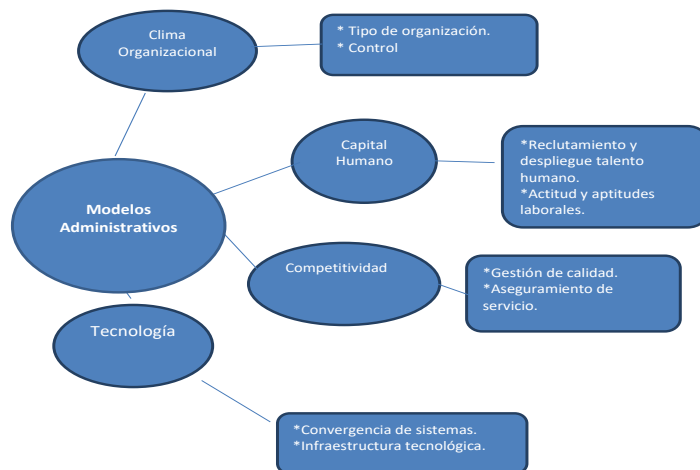 Clima
Organizacional
* Tipo de organización.
* Control
Capital
Humano
*Reclutamiento y
despliegue talento
humano.
*Actitud y aptitudes
laborales.
Modelos
Administrativos
Competitividad
*Gestión de calidad.
*Aseguramiento de
servicio.
Tecnología
*Convergencia de sistemas.
*Infraestructura tecnológica.